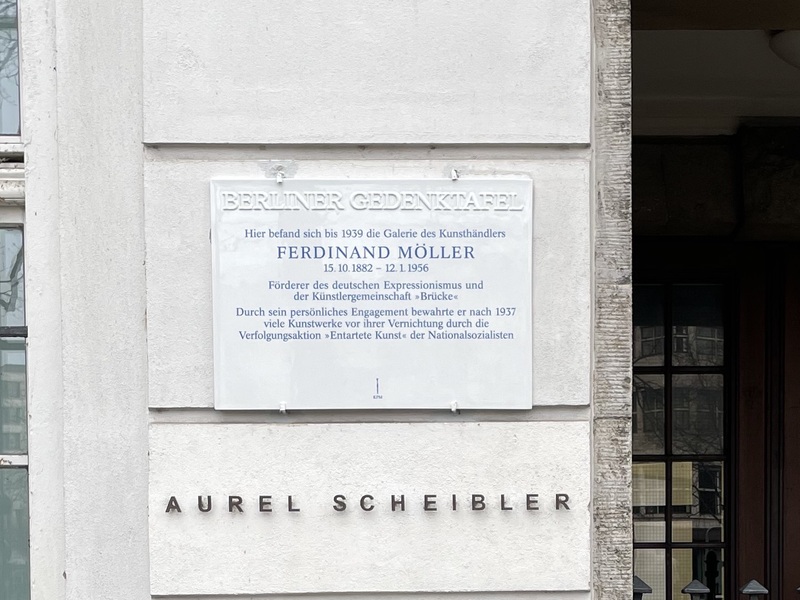 BERLINER GEDENKTAFEL
Hier befand sich bis 1939 die Galerie des Kunsthändlers
FERDINAND MÖLLER
15.10.1882 – 12.1.1956
Förderer des deutschen Expressionismus und
der Künstlergemeinschaft »Brücke«
Durch sein persönliches Engagement bewahrte er nach 1937
viele Kunstwerke vor ihrer Vernichtung durch die
Verfolgungsaktion »Entartete Kunst« der Nationalsozialisten
KPM
AUREL SCHEIBLER